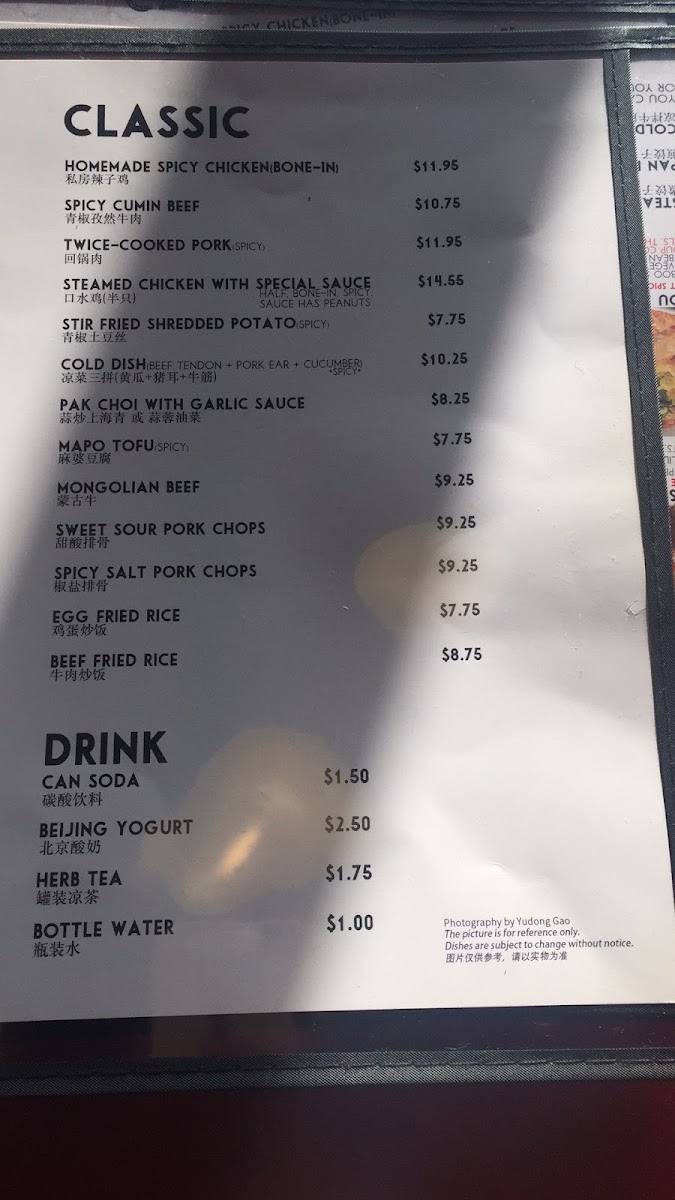 SPICY CHICKEN(BONE-IN)
CLASSIC
HOMEMADE SPICY CHICKEN(BONE-IN) $11.95
私房辣子鸡
SPICY CUMIN BEEF $10.75
青椒孜然牛肉
TWICE-COOKED PORK(SPICY) $11.95
回锅肉
STEAMED CHICKEN WITH SPECIAL SAUCE $14.55
口水鸡(半只) HALF, BONE-IN, SPICY.
SAUCE HAS PEANUTS
STIR FRIED SHREDDED POTATO(SPICY) $7.75
青椒土豆丝
COLD DISH(BEEF TENDON + PORK EAR + CUCUMBER) $10.25
凉菜三拼(黄瓜+猪耳+牛筋) *SPICY*
PAK CHOI WITH GARLIC SAUCE $8.25
蒜炒上海青 或 蒜蓉油菜
MAPO TOFU(SPICY) $7.75
麻婆豆腐
MONGOLIAN BEEF $9.25
蒙古牛
SWEET SOUR PORK CHOPS $9.25
甜酸排骨
SPICY SALT PORK CHOPS $9.25
椒盐排骨
EGG FRIED RICE $7.75
鸡蛋炒饭
BEEF FRIED RICE $8.75
牛肉炒饭
DRINK
CAN SODA $1.50
碳酸饮料
BEIJING YOGURT $2.50
北京酸奶
HERB TEA $1.75
罐装凉茶
BOTTLE WATER $1.00
瓶装水
Photography by Yudong Gao
The picture is for reference only.
Dishes are subject to change without notice.
图片仅供参考，请以实物为准